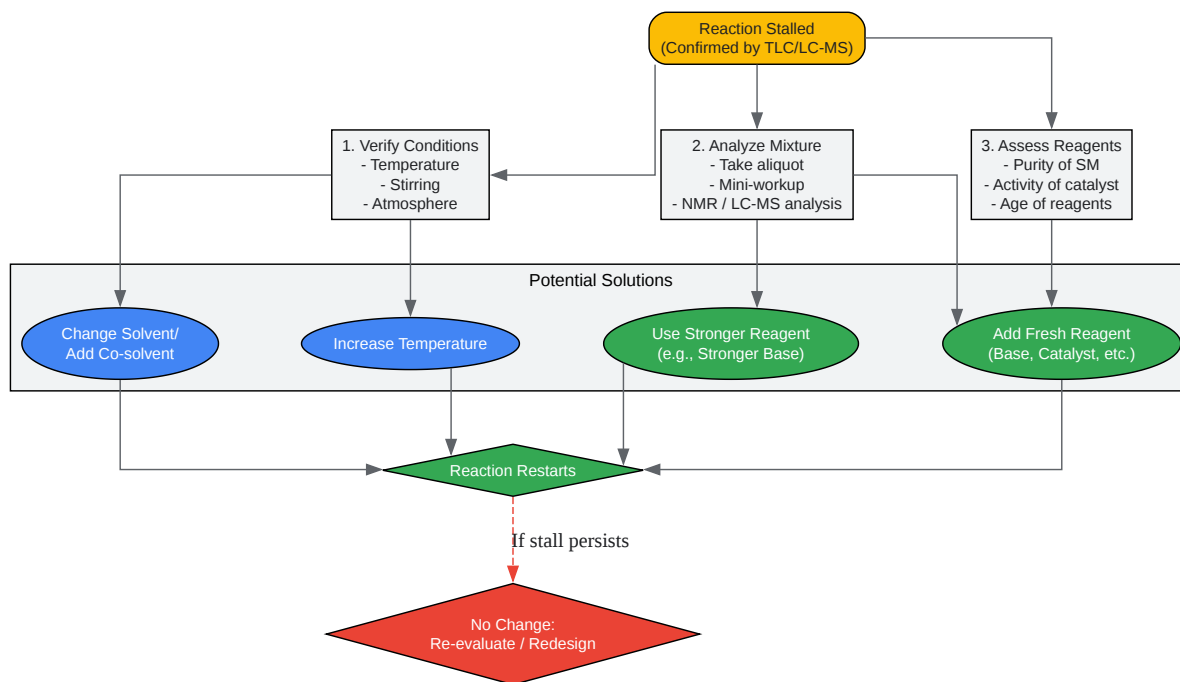 Reaction Stalled
(Confirmed by TLC/LC-MS)
1. Verify Conditions
- Temperature
- Stirring
- Atmosphere
2. Analyze Mixture
- Take aliquot
- Mini-workup
- NMR / LC-MS analysis
3. Assess Reagents
- Purity of SM
- Activity of catalyst
- Age of reagents
Potential Solutions
Change Solvent/
Add Co-solvent
Increase Temperature
Use Stronger Reagent
(e.g., Stronger Base)
Add Fresh Reagent
(Base, Catalyst, etc.)
Reaction Restarts
If stall persists
No Change:
Re-evaluate / Redesign